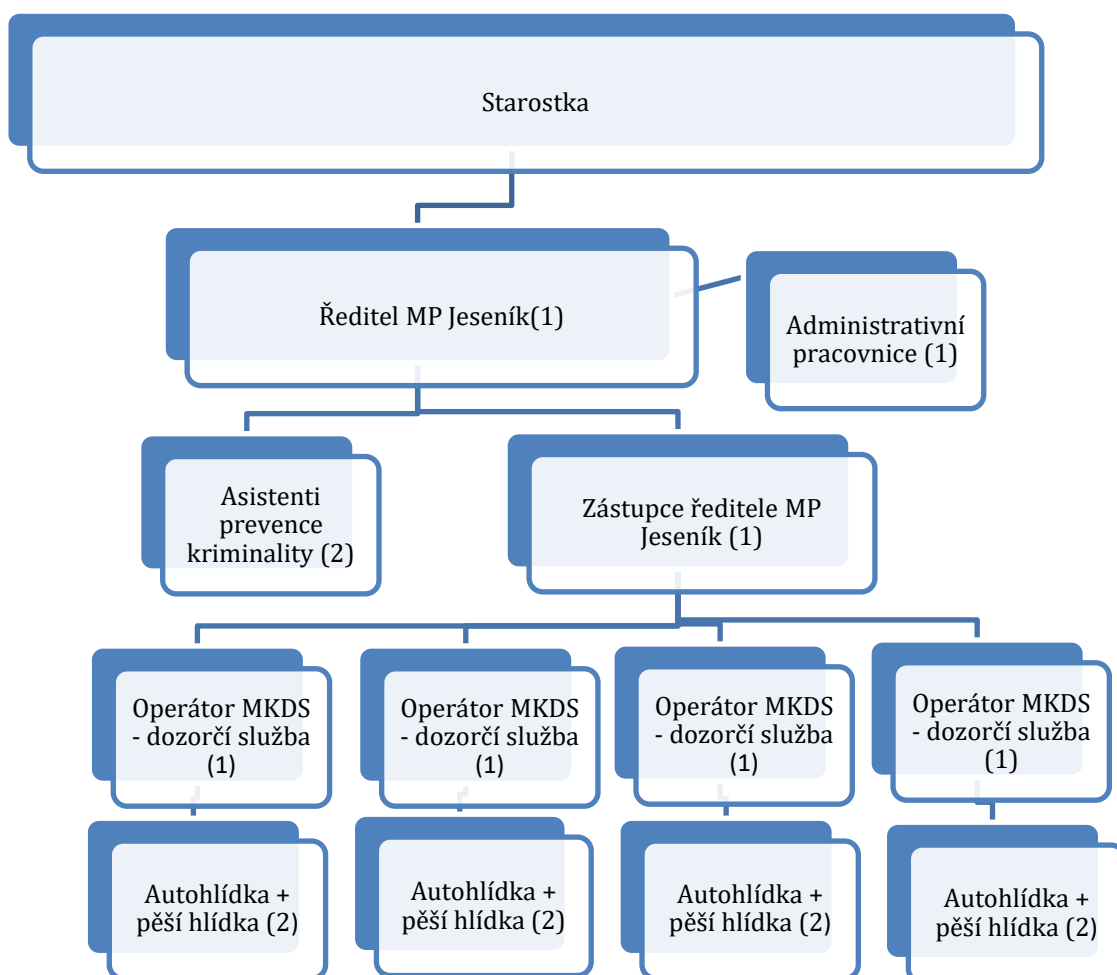 Starostka
Ředitel MP Jeseník(1)
Administrativní
pracovnice (1)
Asistenti
prevence
kriminality (2)
Zástupce ředitele MP
Jeseník (1)
Operátor MKDS
- dozorčí služba
(1)
Operátor MKDS
- dozorčí služba
(1)
Operátor MKDS
- dozorčí služba
(1)
Operátor MKDS
- dozorčí služba
(1)
Autohlídka +
pěší hlídka (2)
Autohlídka +
pěší hlídka (2)
Autohlídka +
pěší hlídka (2)
Autohlídka +
pěší hlídka (2)